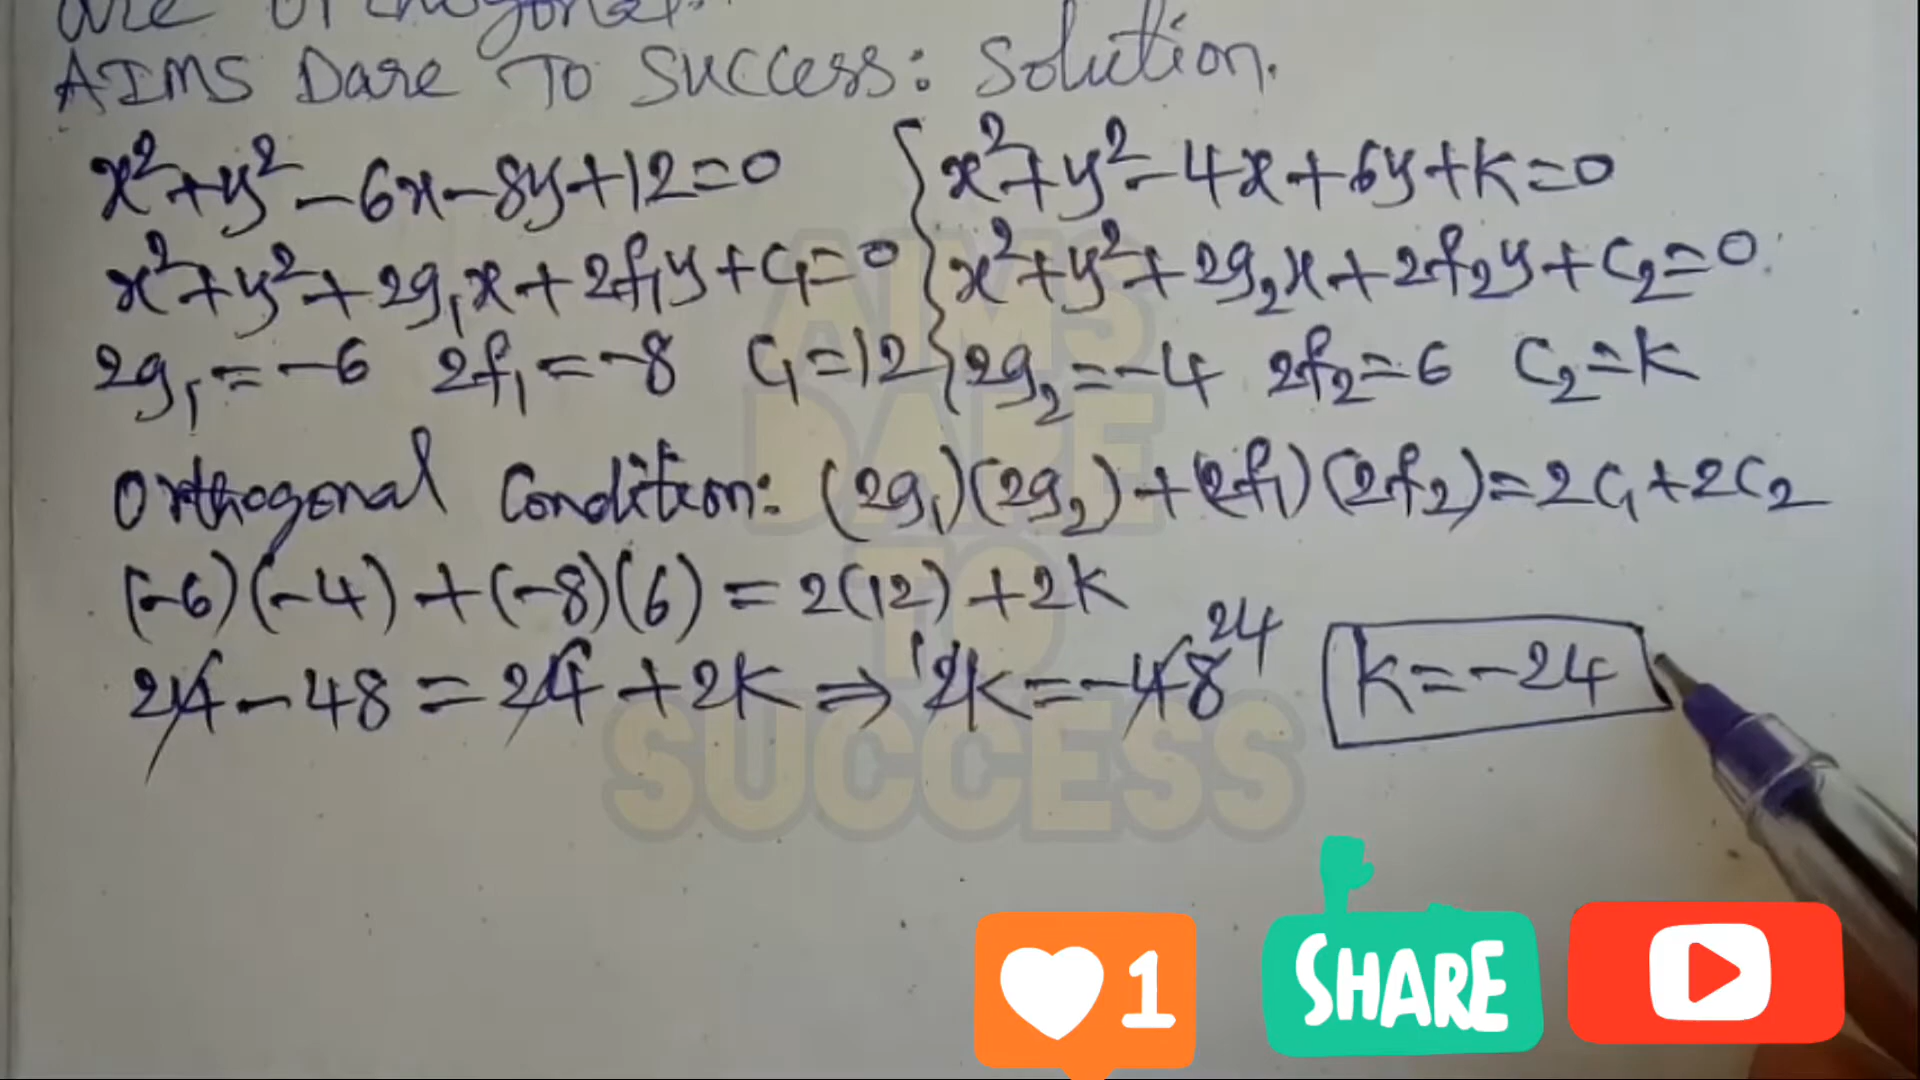 are Orthogonal.
AIMS Dare To Success: Solution.
x²+y²-6x-8y+12=0
x²+y²+2g₁x+2f₁y+c₁=0
2g₁=-6 2f₁=-8 C₁=12
x²+y²-4x+6y+k=0
x²+y²+2g₂x+2f₂y+c₂=0
2g₂=-4 2f₂=6 C₂=k
Orthogonal Condition: (2g₁)(2g₂)+(2f₁)(2f₂)=2C₁+2C₂
(-6)(-4)+(-8)(6)=2(12)+2k
24-48=24+2k⇒ 2k=-48 24 k=-24
AIMS
DARE
TO
SUCCESS
1
SHARE